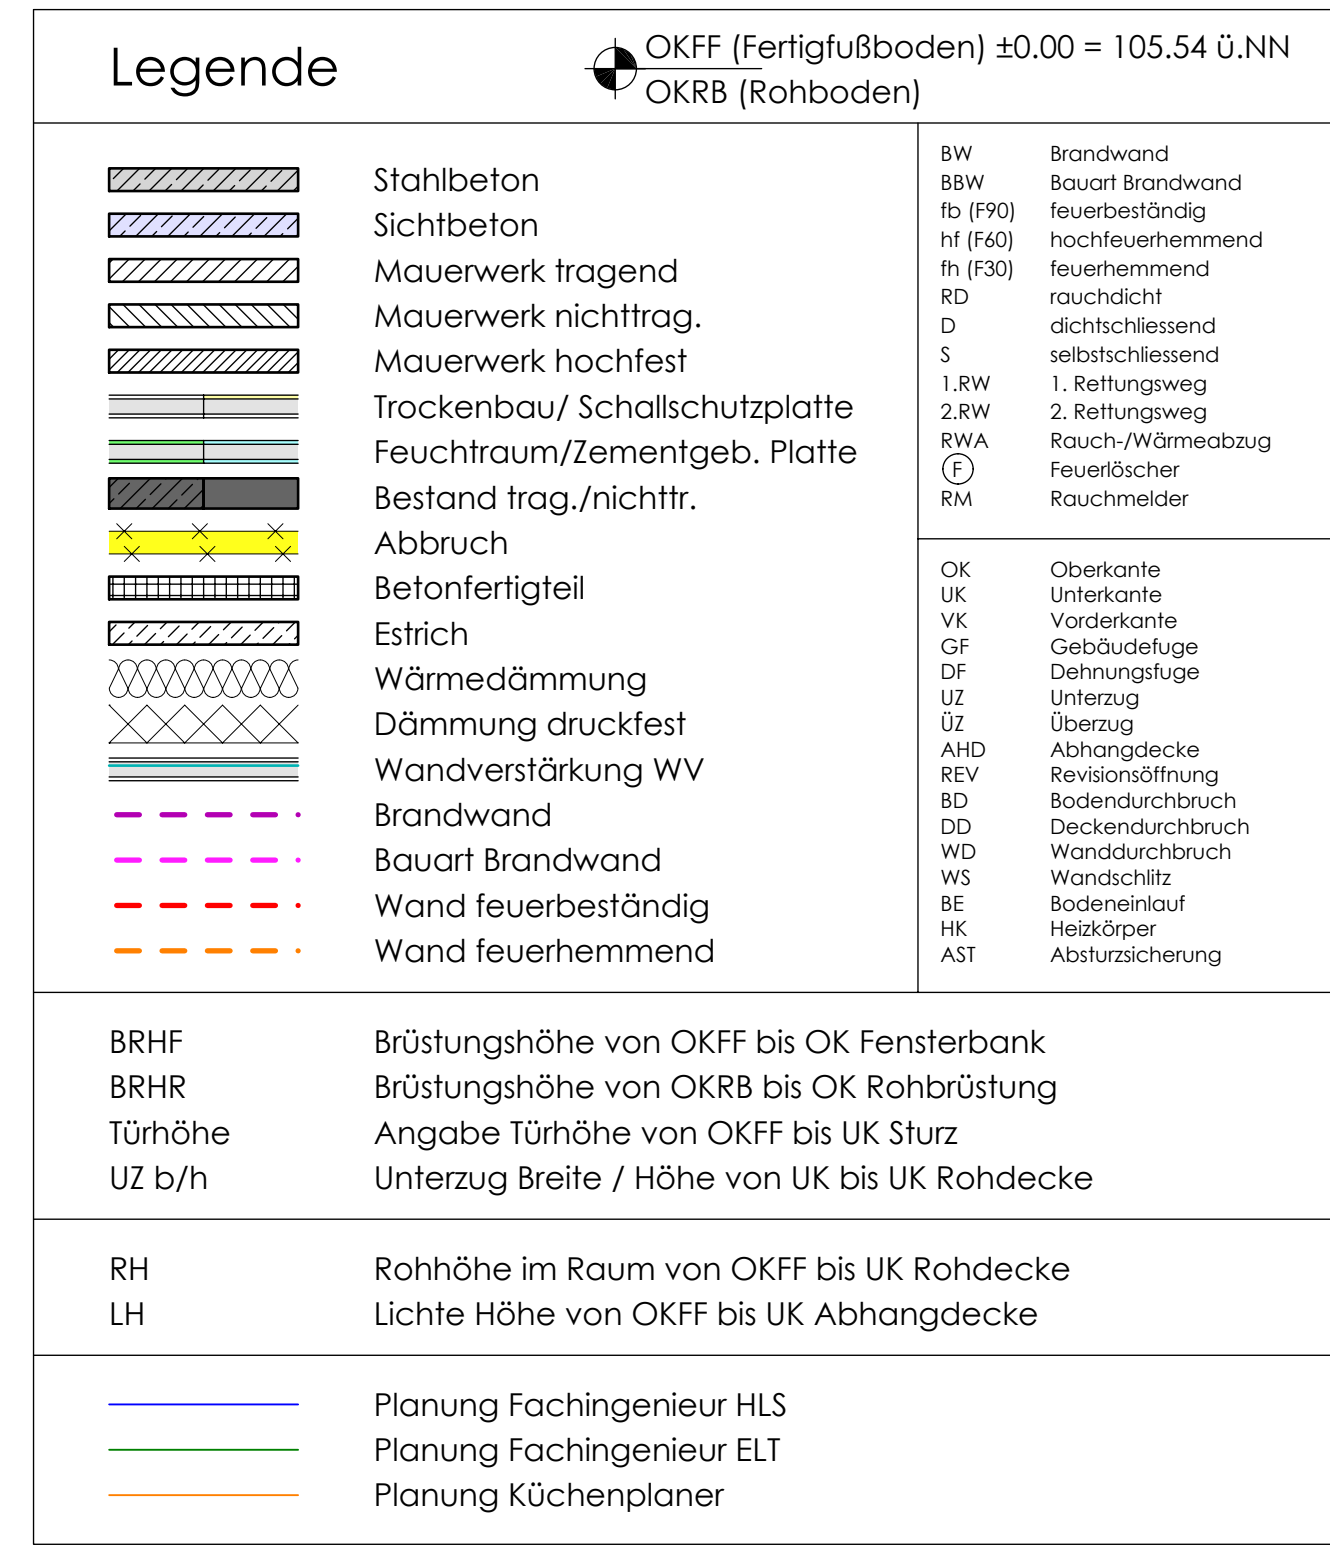 Legende
OKFF (Fertigfußboden) ±0.00 = 105.54 ü.NN
OKRB (Rohboden)
Stahlbeton
Sichtbeton
Mauerwerk tragend
Mauerwerk nichttrag.
Mauerwerk hochfest
Trockenbau/ Schallschutzplatte
Feuchtraum/Zementgeb. Platte
Bestand trag./nichttr.
Abbruch
Betonfertigteil
Estrich
Wärmedämmung
Dämmung druckfest
Wandverstärkung WV
Brandwand
Bauart Brandwand
Wand feuerbeständig
Wand feuerhemmend
BW Brandwand
BBW Bauart Brandwand
fb (F90) feuerbeständig
hf (F60) hochfeuerhemmend
fh (F30) feuerhemmend
RD rauchdicht
D dichtschliessend
S selbstschliessend
1.RW 1. Rettungsweg
2.RW 2. Rettungsweg
RWA Rauch-/Wärmeabzug
F Feuerlöscher
RM Rauchmelder
OK Oberkante
UK Unterkante
VK Vorderkante
GF Gebäudefuge
DF Dehnungsfuge
UZ Unterzug
ÜZ Überzug
AHD Abhangdecke
REV Revisionsöffnung
BD Bodendurchbruch
DD Deckendurchbruch
WD Wanddurchbruch
WS Wandschlitz
BE Bodeneinlauf
HK Heizkörper
AST Absturzsicherung
BRHF Brüstungshöhe von OKFF bis OK Fensterbank
BRHR Brüstungshöhe von OKRB bis OK Rohbrüstung
Türhöhe Angabe Türhöhe von OKFF bis UK Sturz
UZ b/h Unterzug Breite / Höhe von UK bis UK Rohdecke
RH Rohhöhe im Raum von OKFF bis UK Rohdecke
LH Lichte Höhe von OKFF bis UK Abhangdecke
Planung Fachingenieur HLS
Planung Fachingenieur ELT
Planung Küchenplaner